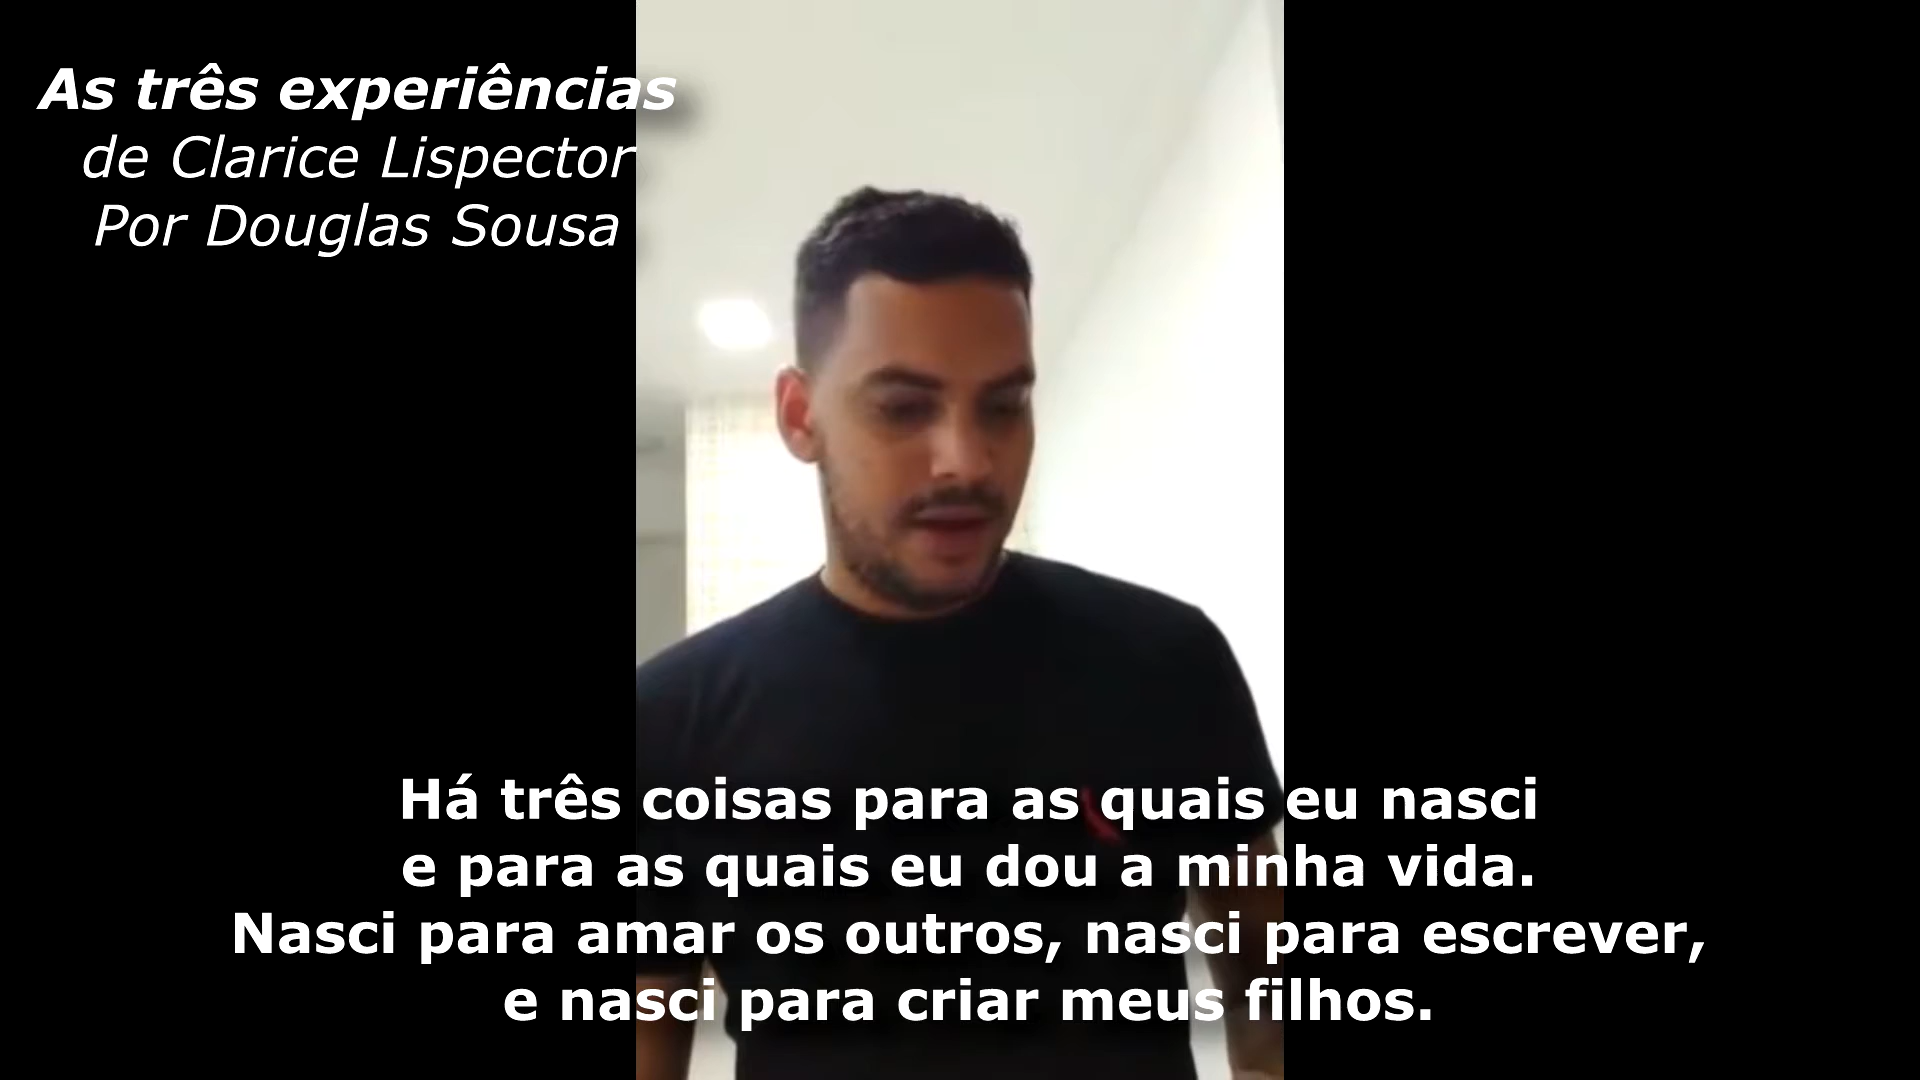 As três experiências
de Clarice Lispector
Por Douglas Sousa
Há três coisas para as quais eu nasci
e para as quais eu dou a minha vida.
Nasci para amar os outros, nasci para escrever,
e nasci para criar meus filhos.